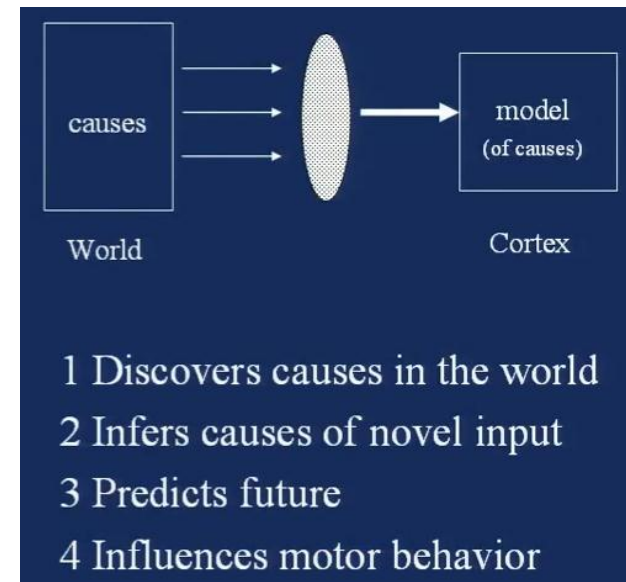 causes
model
(of causes)
World
Cortex
1 Discovers causes in the world
2 Infers causes of novel input
3 Predicts future
4 Influences motor behavior